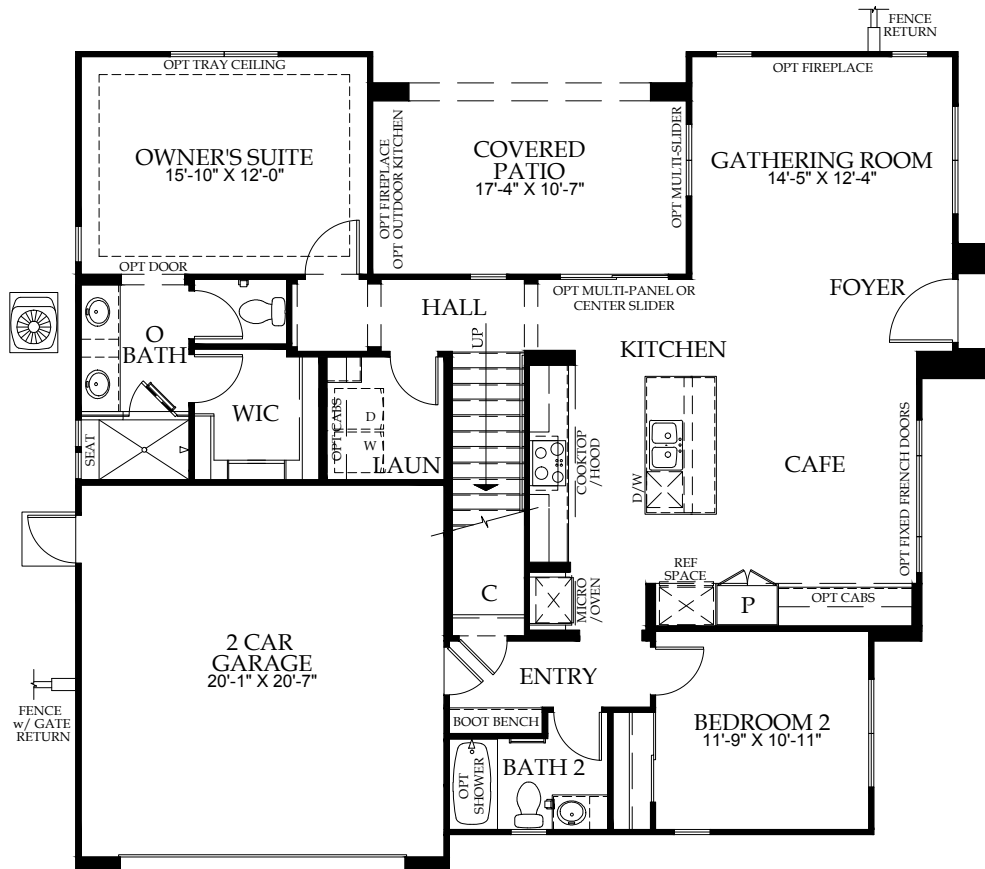 FENCE
RETURN
OPT TRAY CEILING
OPT FIREPLACE
OWNER'S SUITE
15'-10" X 12'-0"
OPT FIREPLACE
OPT OUTDOOR KITCHEN
COVERED
PATIO
17'-4" X 10'-7"
OPT MULTI-SLIDER
GATHERING ROOM
14'-5" X 12'-4"
OPT DOOR
OPT MULTI-PANEL OR
CENTER SLIDER
FOYER
HALL
O
BATH
UP
KITCHEN
WIC
OPT CABS
D
W
LAUN
SEAT
COOKTOP
/HOOD
D/W
CAFE
OPT FIXED FRENCH DOORS
REF
SPACE
P
OPT CABS
C
MICRO
/OVEN
2 CAR
GARAGE
20'-1" X 20'-7"
ENTRY
FENCE
w/ GATE
RETURN
BOOT BENCH
BEDROOM 2
11'-9" X 10'-11"
OPT
SHOWER
BATH 2